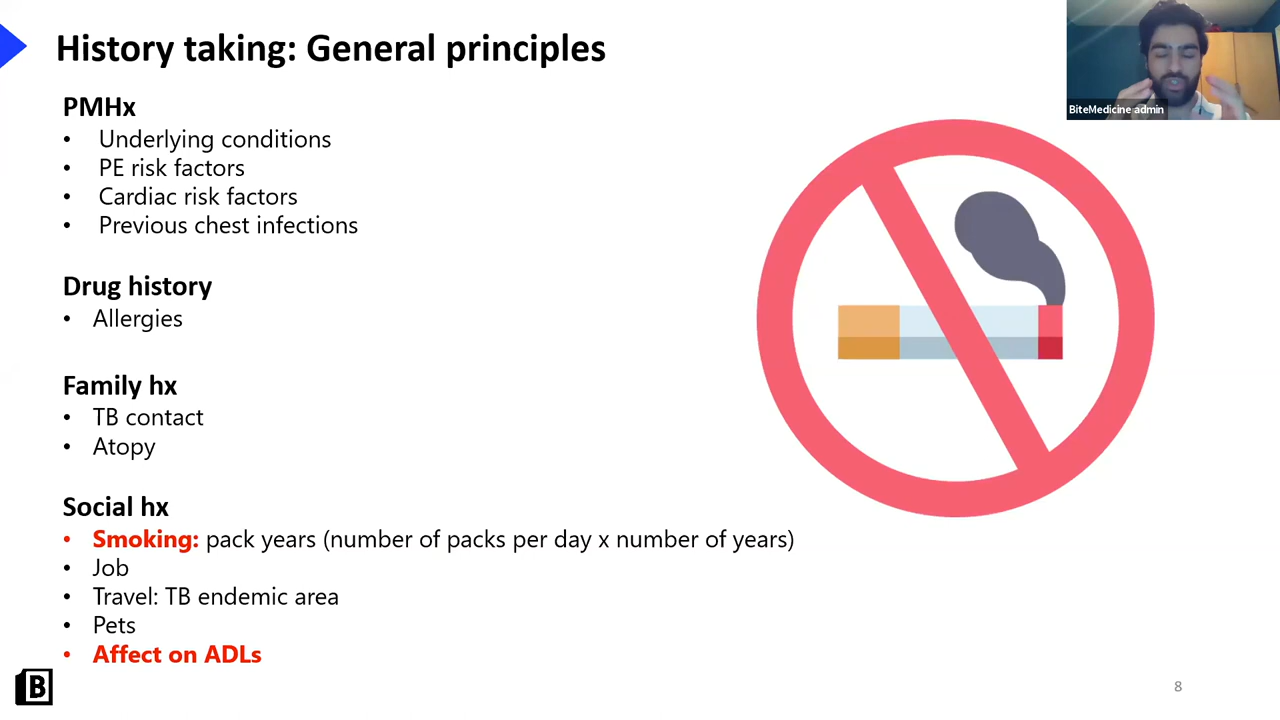 History taking: General principles
BiteMedicine admin
PMHx
• Underlying conditions
• PE risk factors
• Cardiac risk factors
• Previous chest infections
Drug history
• Allergies
Family hx
• TB contact
• Atopy
Social hx
• Smoking: pack years (number of packs per day x number of years)
• Job
• Travel: TB endemic area
• Pets
• Affect on ADLs
B
8